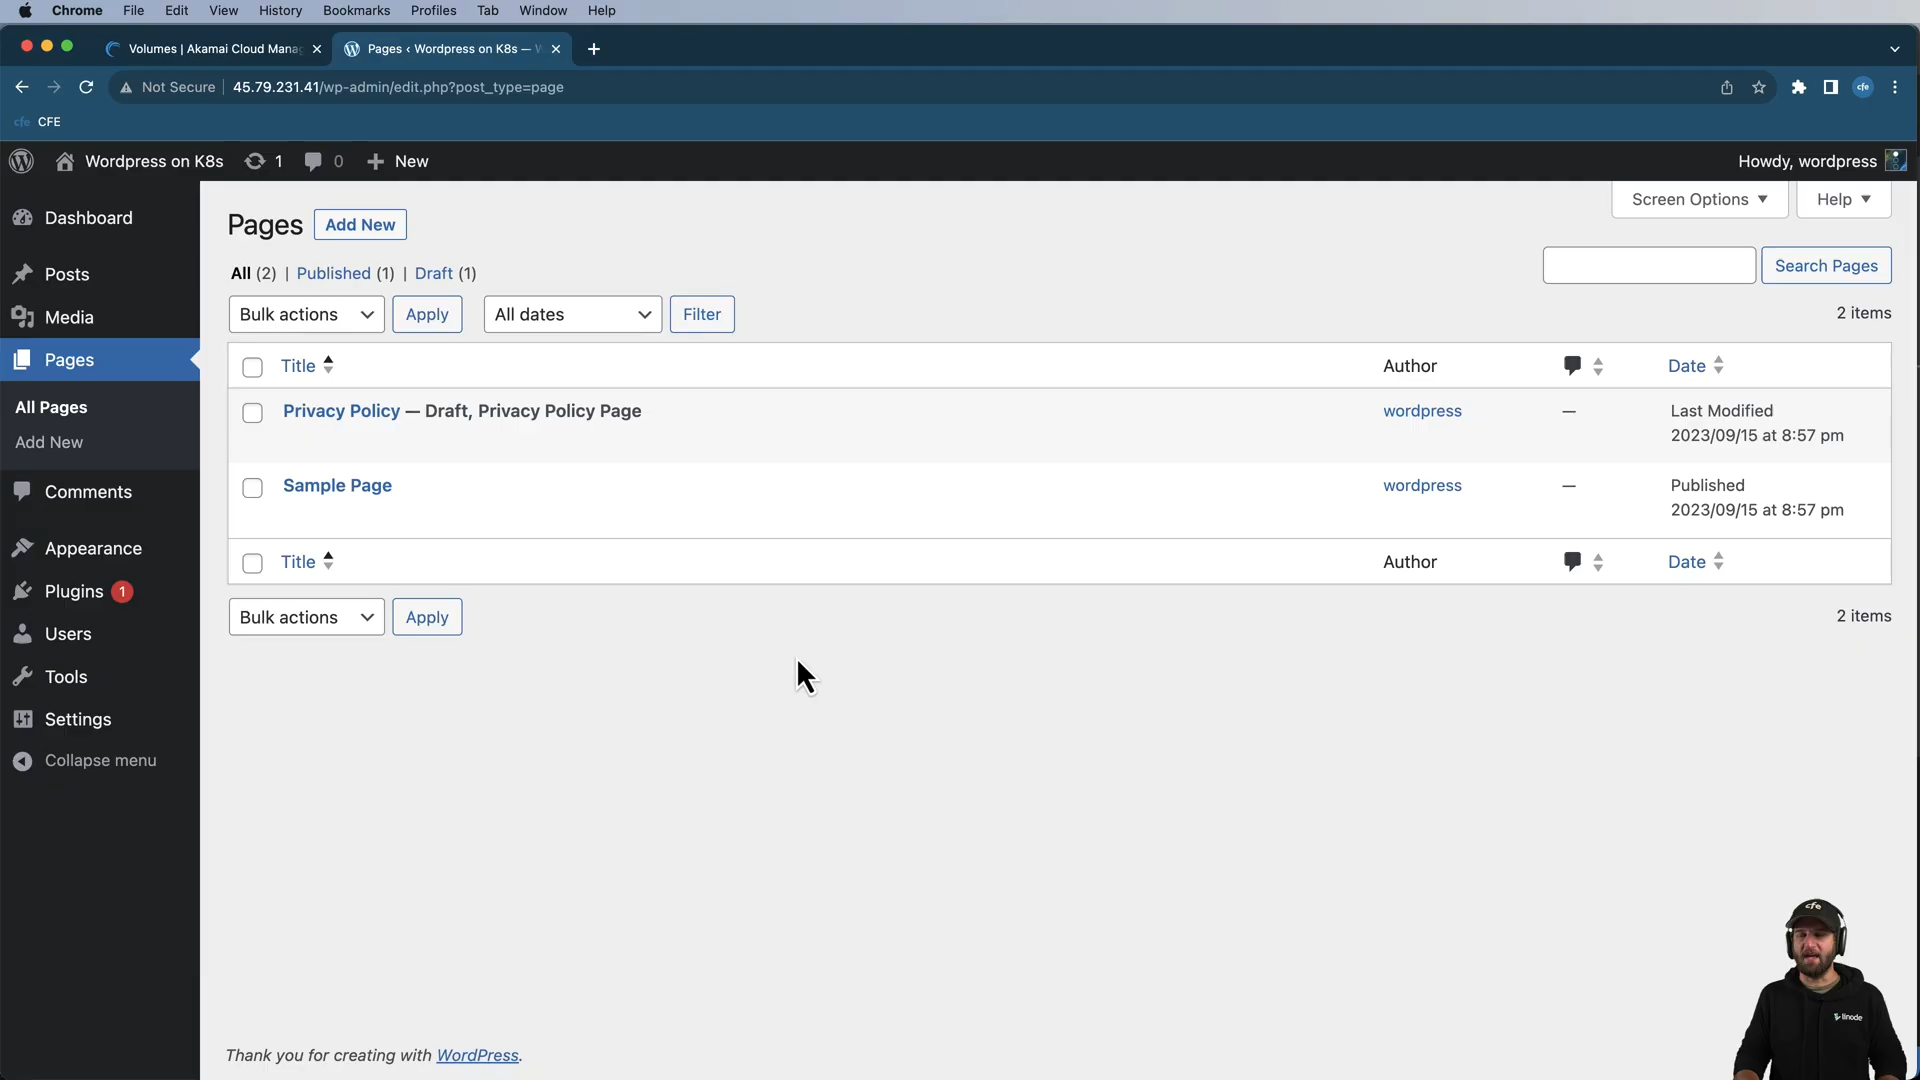 Chrome File Edit View History Bookmarks Profiles Tab Window Help
Volumes | Akamai Cloud Mana
Pages ‹ Wordpress on K8s — W
Not Secure 45.79.231.41/wp-admin/edit.php?post_type=page
cfe
cfe CFE
Wordpress on K8s 1 0 New
Howdy, wordpress
Dashboard
Posts
Media
Pages
All Pages
Add New
Comments
Appearance
Plugins 1
Users
Tools
Settings
Collapse menu
Screen Options
Help
Pages Add New
All (2) | Published (1) | Draft (1)
Search Pages
Bulk actions Apply All dates Filter
2 items
Title Author Date
Privacy Policy — Draft, Privacy Policy Page wordpress — Last Modified
2023/09/15 at 8:57 pm
Sample Page wordpress — Published
2023/09/15 at 8:57 pm
Title Author Date
Bulk actions Apply
2 items
Thank you for creating with WordPress.
cfe
linode